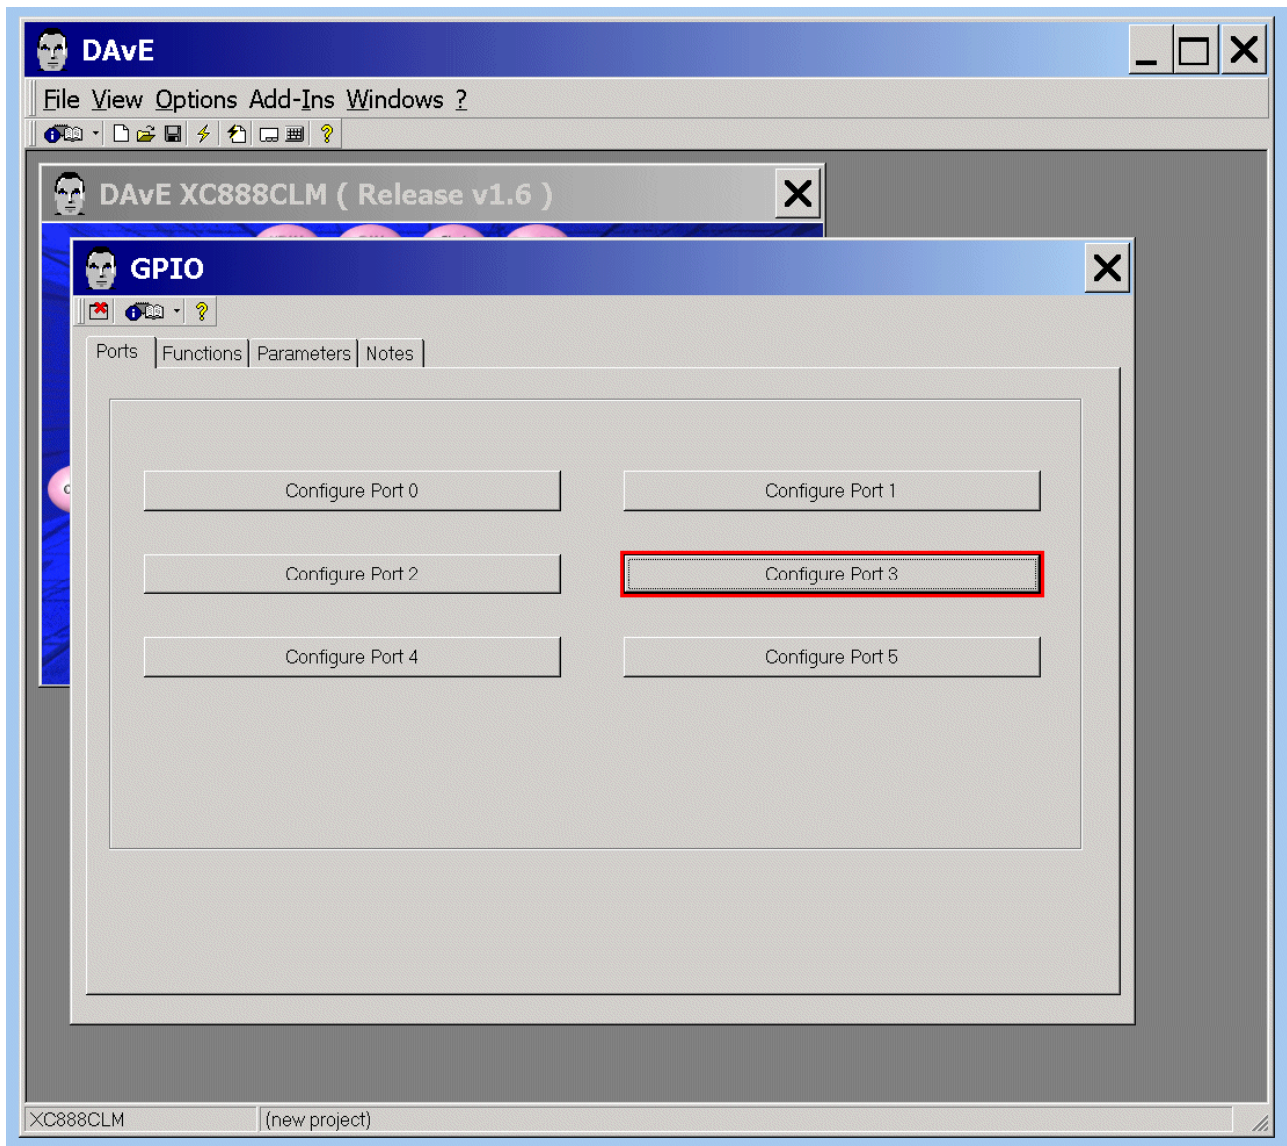 DAvE
File View Options Add-Ins Windows ?
DAvE XC888CLM ( Release v1.6 )
GPIO
Ports Functions Parameters Notes
Configure Port 0 Configure Port 1
Configure Port 2 Configure Port 3
Configure Port 4 Configure Port 5
XC888CLM (new project)